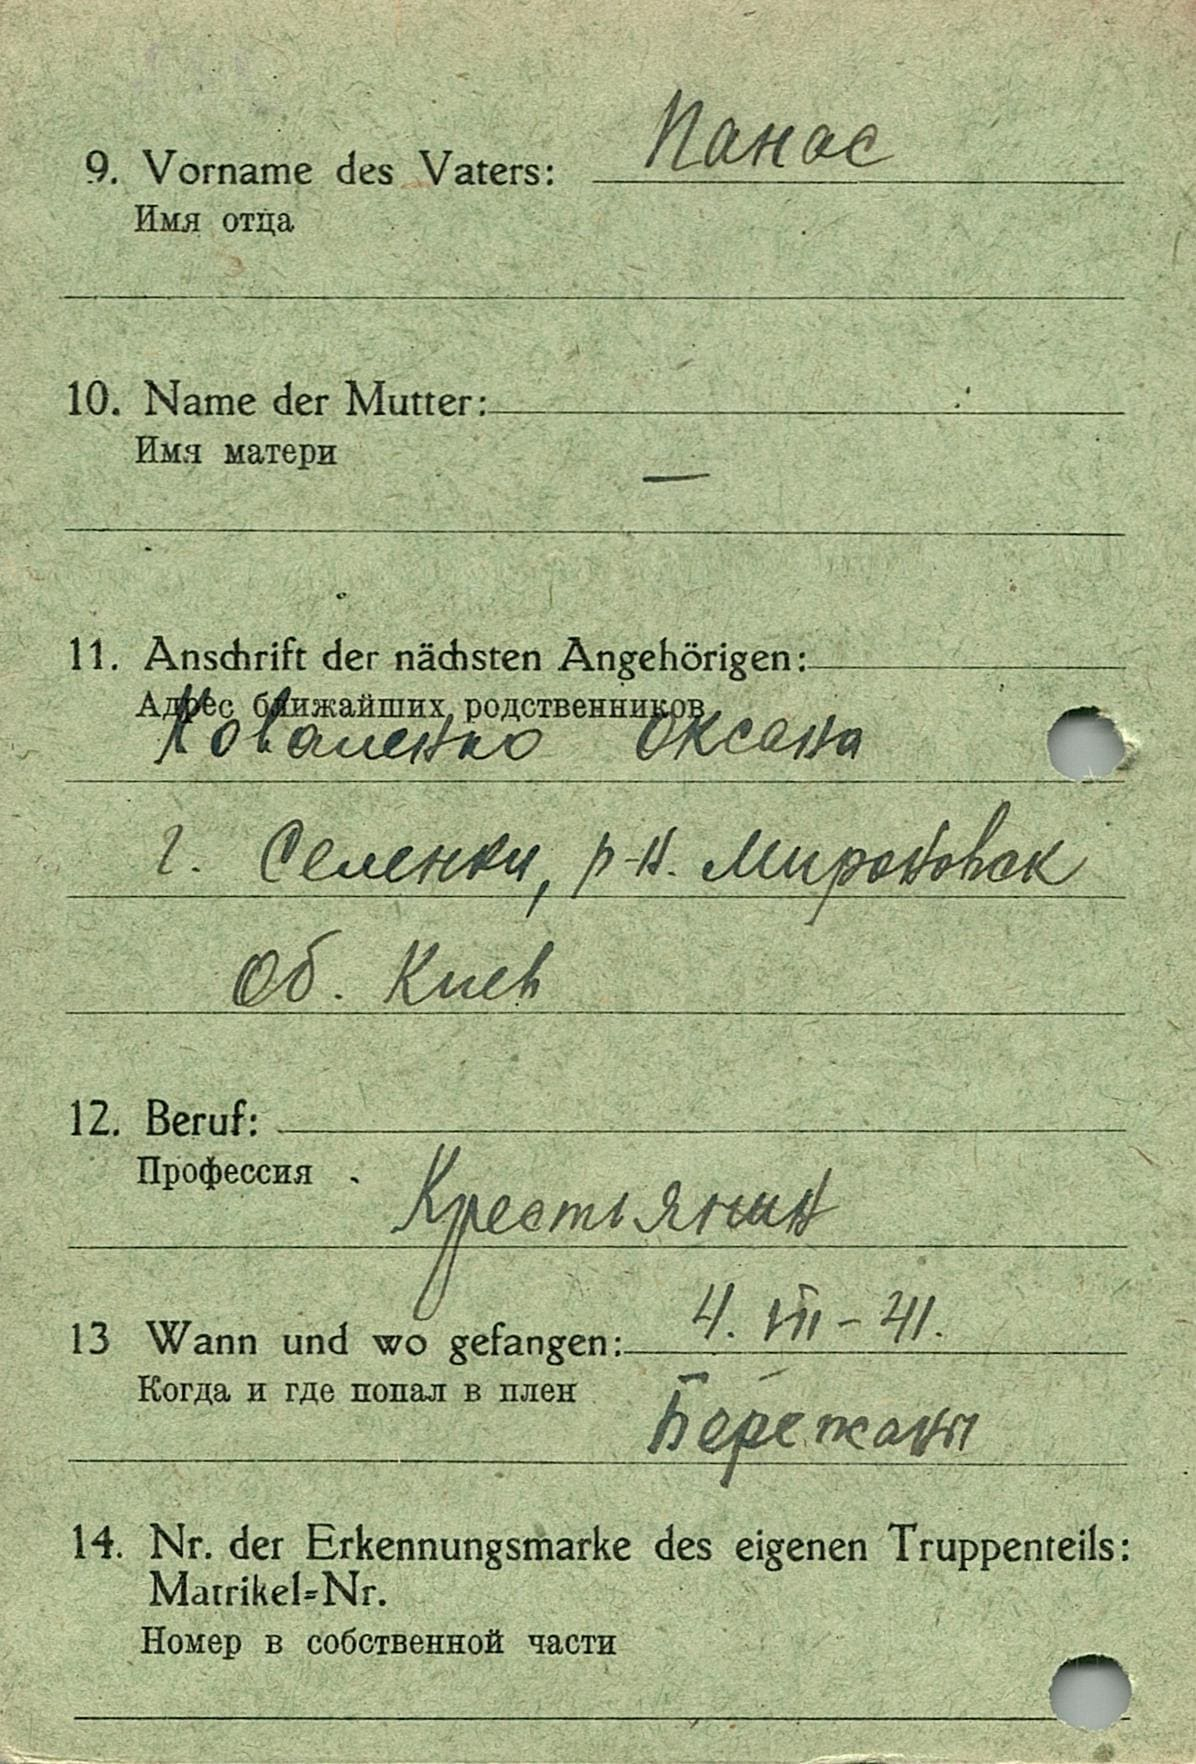 9. Vorname des Vaters: Панас
Имя отца
10. Name der Mutter:
Имя матери
—
11. Anschrift der nächsten Angehörigen:
Адрес ближайших родственников
Коваленко Оксана
г. Селенки, р-н. Мироновск
Об. Киев
12. Beruf:
Профессия
Крестьянин
13 Wann und wo gefangen: 4. VII - 41.
Когда и где попал в плен
Бережаны
14. Nr. der Erkennungsmarke des eigenen Truppenteils:
Matrikel=Nr.
Номер в собственной части